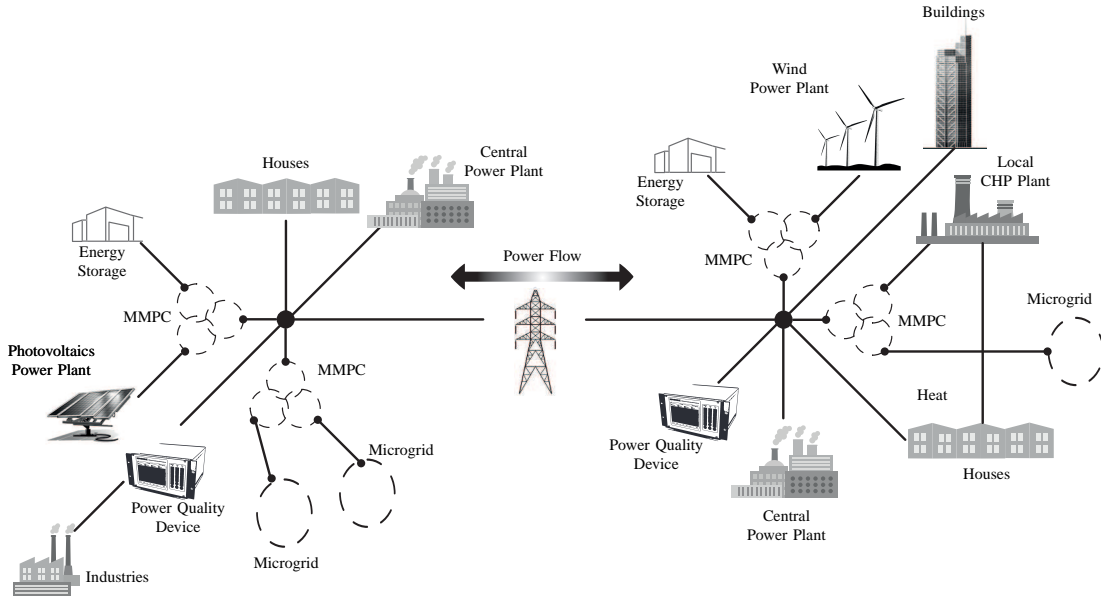 Buildings
Wind
Power Plant
Central
Power Plant
Houses
Local
CHP Plant
Energy
Storage
Energy
Storage
Power Flow
MMPC
MMPC
MMPC
Microgrid
Photovoltaics
Power Plant
MMPC
Heat
Microgrid
Power Quality
Device
Houses
Power Quality
Device
Central
Power Plant
Microgrid
Industries